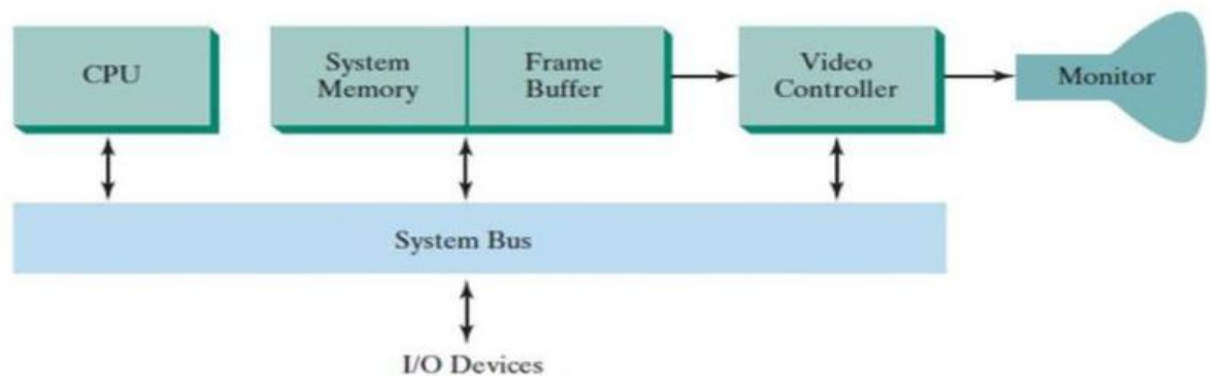 CPU
System
Memory
Frame
Buffer
Video
Controller
Monitor
System Bus
I/O Devices